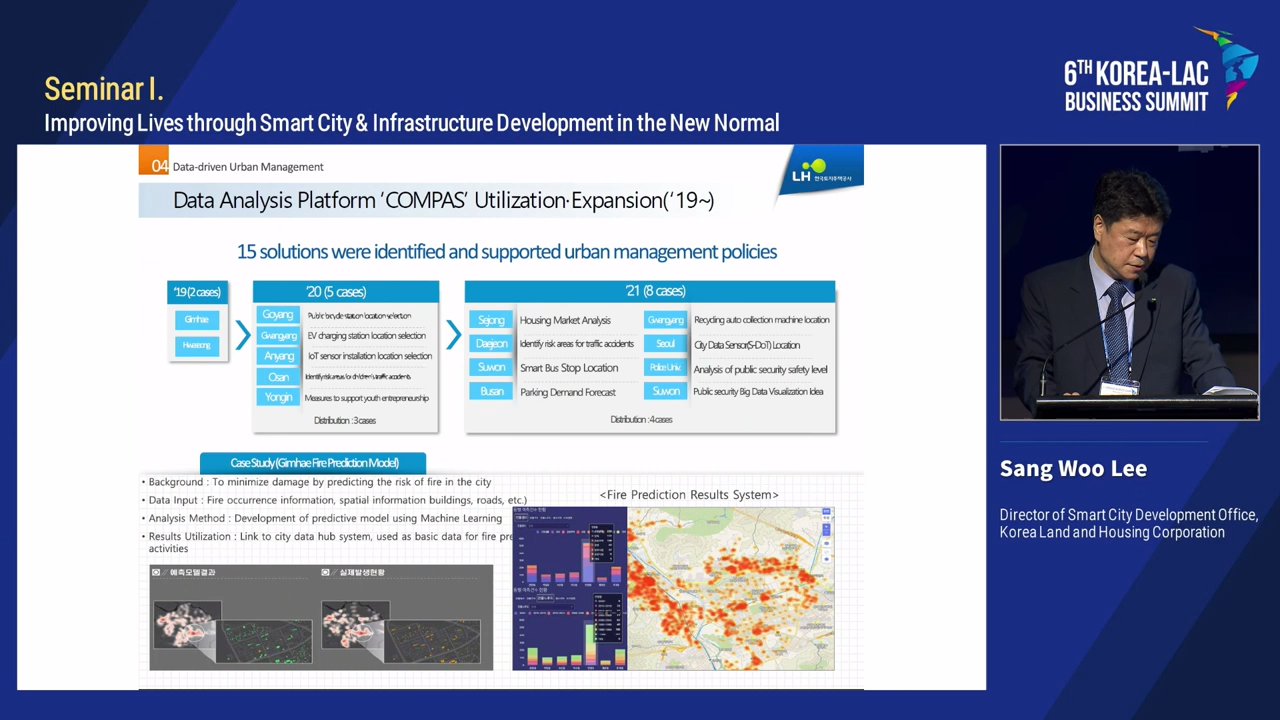 Seminar I.
Improving Lives through Smart City & Infrastructure Development in the New Normal
6TH KOREA-LAC
BUSINESS SUMMIT
04 Data-driven Urban Management
LH 한국토지주택공사
Data Analysis Platform ‘COMPAS’ Utilization·Expansion(‘19~)
15 solutions were identified and supported urban management policies
‘19 (2 cases)
Gimhae
Hwaseong
’20 (5 cases)
Goyang Public bicycle station location selection
Gwangyang EV charging station location selection
Anyang IoT sensor installation location selection
Osan Identify risk areas for children's traffic accidents
Yongin Measures to support youth entrepreneurship
Distribution : 3cases
’21 (8 cases)
Sejong Housing Market Analysis
Daejeon Identify risk areas for traffic accidents
Suwon Smart Bus Stop Location
Busan Parking Demand Forecast
Gwangyang Recycling auto collection machine location
Seoul City Data Sensor(S-DoT) Location
Police Univ. Analysis of public security safety level
Suwon Public security Big Data Visualization Idea
Distribution : 4cases
Case Study (Gimhae Fire Prediction Model)
• Background : To minimize damage by predicting the risk of fire in the city
• Data Input : Fire occurrence information, spatial information buildings, roads, etc.)
• Analysis Method : Development of predictive model using Machine Learning
• Results Utilization : Link to city data hub system, used as basic data for fire pre
activities
예측모델결과
실제발생현황
<Fire Prediction Results System>
Sang Woo Lee
Director of Smart City Development Office,
Korea Land and Housing Corporation